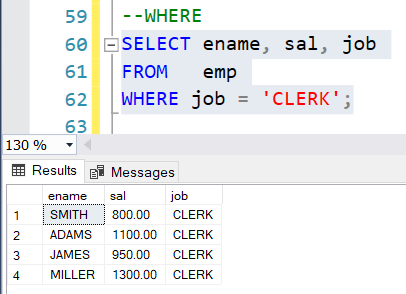 59 --WHERE
60 SELECT ename, sal, job
61 FROM   emp
62 WHERE job = 'CLERK';
63
130 %
Results Messages
ename sal job
1 SMITH 800.00 CLERK
2 ADAMS 1100.00 CLERK
3 JAMES 950.00 CLERK
4 MILLER 1300.00 CLERK